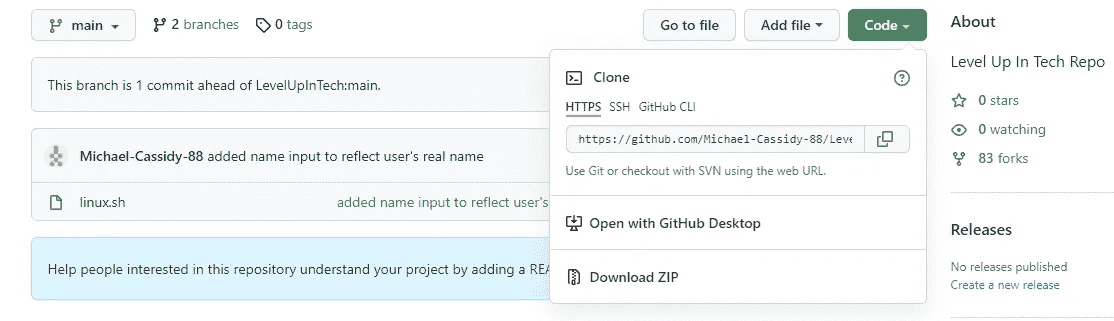 main
2 branches
0 tags
Go to file
Add file
Code
This branch is 1 commit ahead of LevelUpInTech:main.
Michael-Cassidy-88 added name input to reflect user's real name
linux.sh
added name input to reflect user's
Help people interested in this repository understand your project by adding a REA
Clone
HTTPS SSH GitHub CLI
https://github.com/Michael-Cassidy-88/Leve
Use Git or checkout with SVN using the web URL.
Open with GitHub Desktop
Download ZIP
About
Level Up In Tech Repo
0 stars
0 watching
83 forks
Releases
No releases published
Create a new release